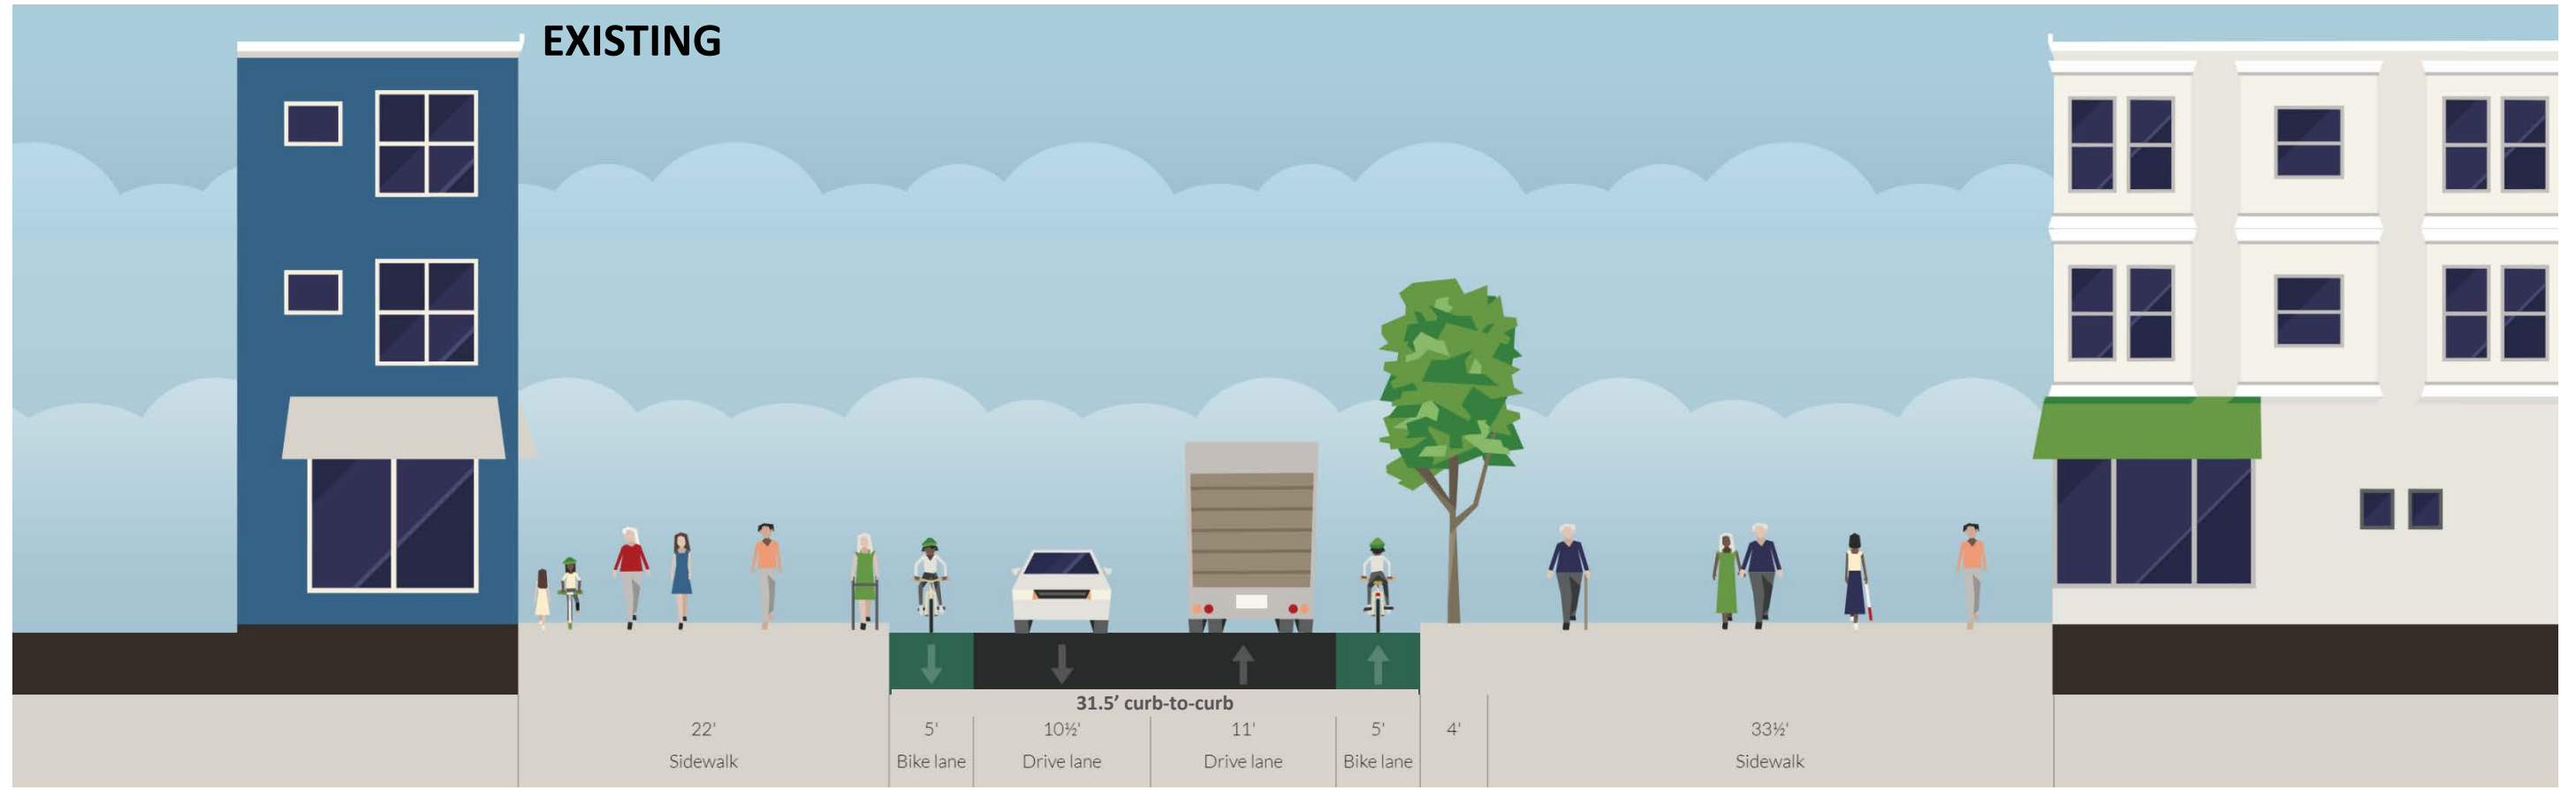 EXISTING
31.5’ curb-to-curb
22' 5' 10½' 11' 5' 4' 33½'
Sidewalk Bike lane Drive lane Drive lane Bike lane Sidewalk